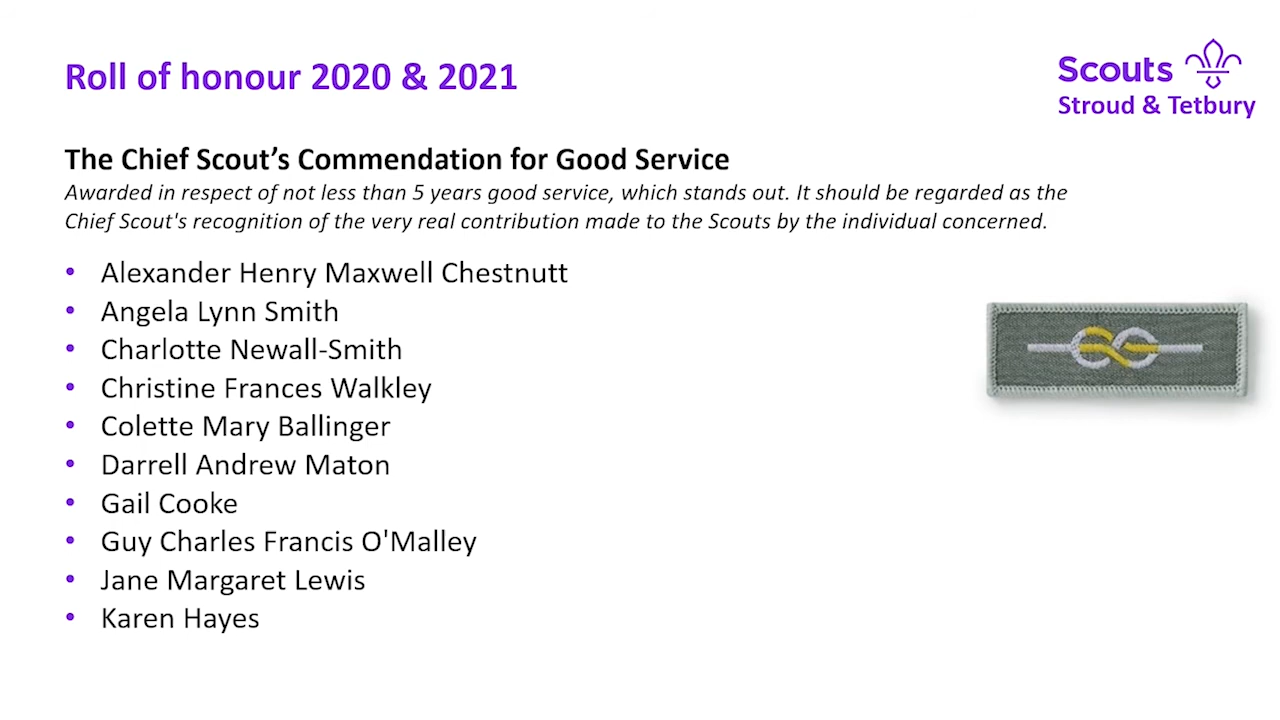 Roll of honour 2020 & 2021
Scouts
Stroud & Tetbury
The Chief Scout’s Commendation for Good Service
Awarded in respect of not less than 5 years good service, which stands out. It should be regarded as the
Chief Scout's recognition of the very real contribution made to the Scouts by the individual concerned.
• Alexander Henry Maxwell Chestnutt
• Angela Lynn Smith
• Charlotte Newall-Smith
• Christine Frances Walkley
• Colette Mary Ballinger
• Darrell Andrew Maton
• Gail Cooke
• Guy Charles Francis O'Malley
• Jane Margaret Lewis
• Karen Hayes